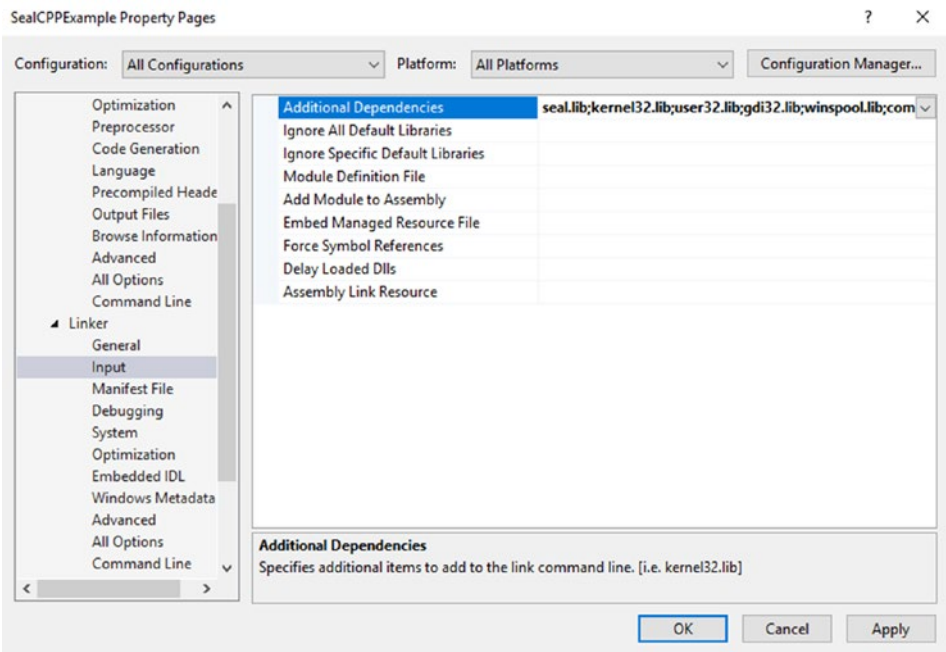 SealCPPExample Property Pages
Configuration: All Configurations Platform: All Platforms Configuration Manager...
Optimization
Preprocessor
Code Generation
Language
Precompiled Heade
Output Files
Browse Information
Advanced
All Options
Command Line
Linker
General
Input
Manifest File
Debugging
System
Optimization
Embedded IDL
Windows Metadata
Advanced
All Options
Command Line
Additional Dependencies seal.lib;kernel32.lib;user32.lib;gdi32.lib;winspool.lib;com
Ignore All Default Libraries
Ignore Specific Default Libraries
Module Definition File
Add Module to Assembly
Embed Managed Resource File
Force Symbol References
Delay Loaded Dlls
Assembly Link Resource
Additional Dependencies
Specifies additional items to add to the link command line. [i.e. kernel32.lib]
OK Cancel Apply